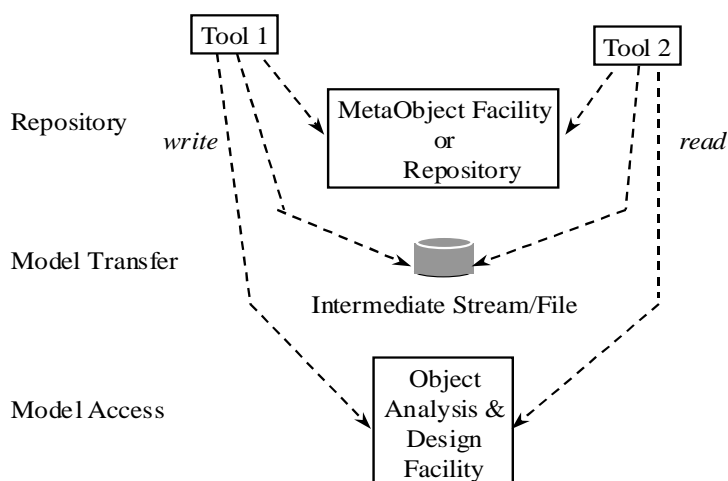 Tool 1
Tool 2
Repository
write
MetaObject Facility
or
Repository
read
Model Transfer
Intermediate Stream/File
Model Access
Object
Analysis &
Design
Facility